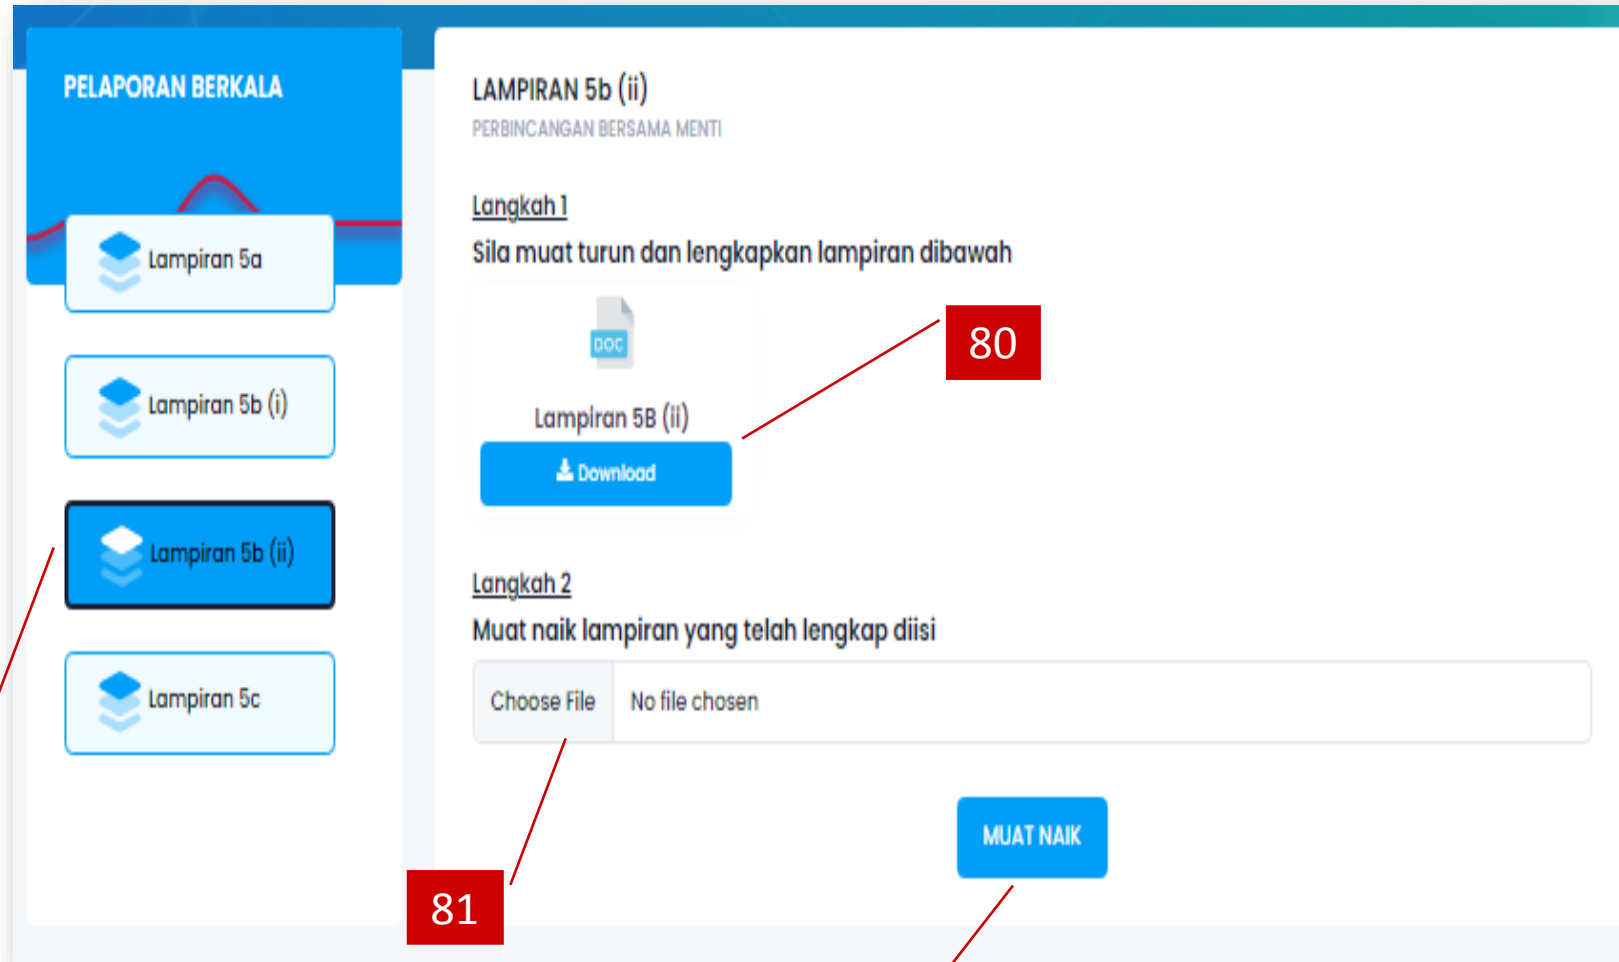 PELAPORAN BERKALA
Lampiran 5a
Lampiran 5b (i)
Lampiran 5b (ii)
Lampiran 5c
LAMPIRAN 5b (ii)
PERBINCANGAN BERSAMA MENTI
Langkah 1
Sila muat turun dan lengkapkan lampiran dibawah
DOC
Lampiran 5B (ii)
Download
80
Langkah 2
Muat naik lampiran yang telah lengkap diisi
Choose File No file chosen
MUAT NAIK
81